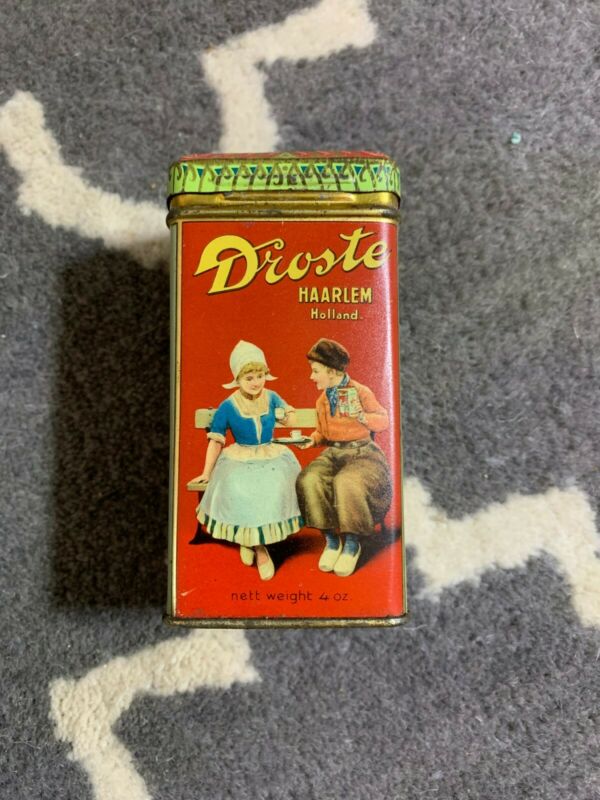 Droste
HAARLEM
Holland.
nett weight 4 oz.